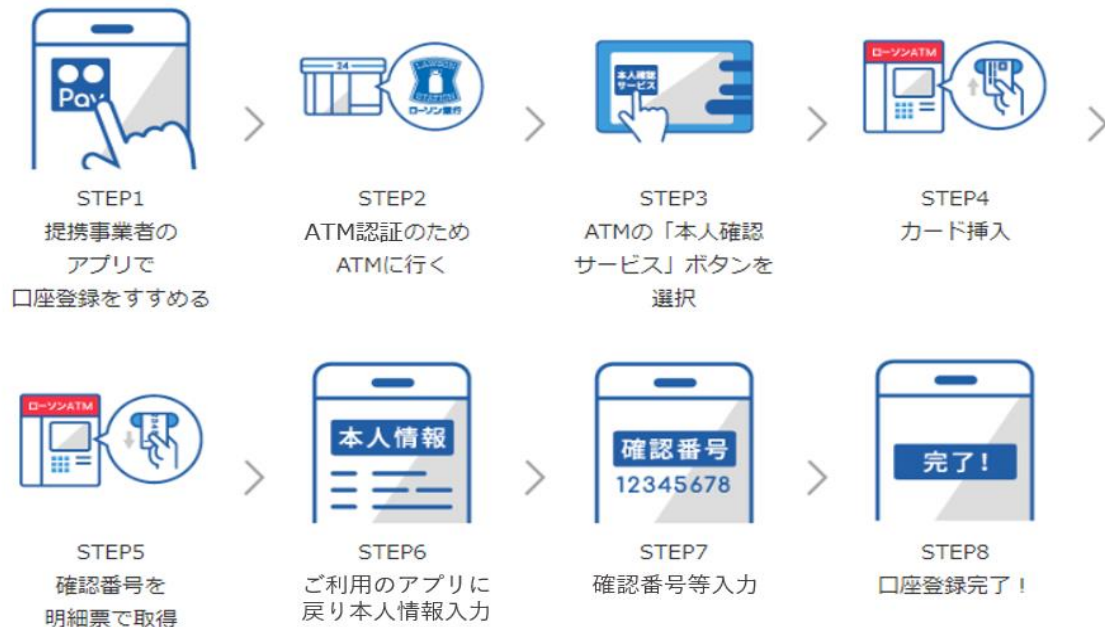 Pay
STEP1
提携事業者の
アプリで
口座登録をすすめる
24
LAWSON
STATION
ローソン銀行
STEP2
ATM認証のため
ATMに行く
本人確認
サービス
STEP3
ATMの「本人確認
サービス」ボタンを
選択
ローソンATM
STEP4
カード挿入
ローソンATM
STEP5
確認番号を
明細票で取得
本人情報
STEP6
ご利用のアプリに
戻り本人情報入力
確認番号
12345678
STEP7
確認番号等入力
完了!
STEP8
口座登録完了！